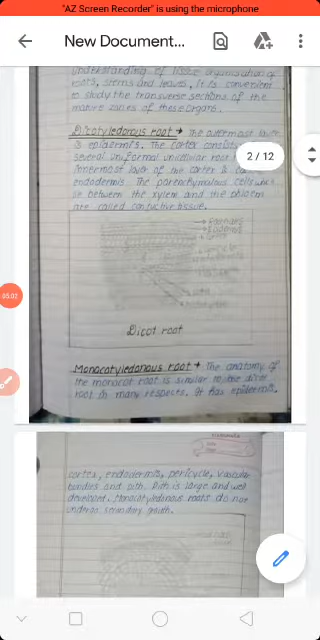 "AZ Screen Recorder" is using the microphone
New Document...
understanding of tissue organisation of
roots, stems and leaves, it is convenient
to study the transverse sections of the
mature zones of these organs.
Dicotyledonous root → The outermost layer
is epidermis. The cortex consists
several uniformal unicellular root
innermost layer of the cortex is
endodermis. The parenchymatous cells which
lie between the xylem and the phloem
are called conjuctive tissue.
2/12
05:02
Dicot root
Monocotyledonous root → The anatomy of
the monocot root is similar to the dicot
root in many respects. It has epidermis,
cortex, endodermis, pericycle, vascular
bundles and pith. Pith is large and well
developed. Monocotyledonous roots do not
undergo secondary growth.